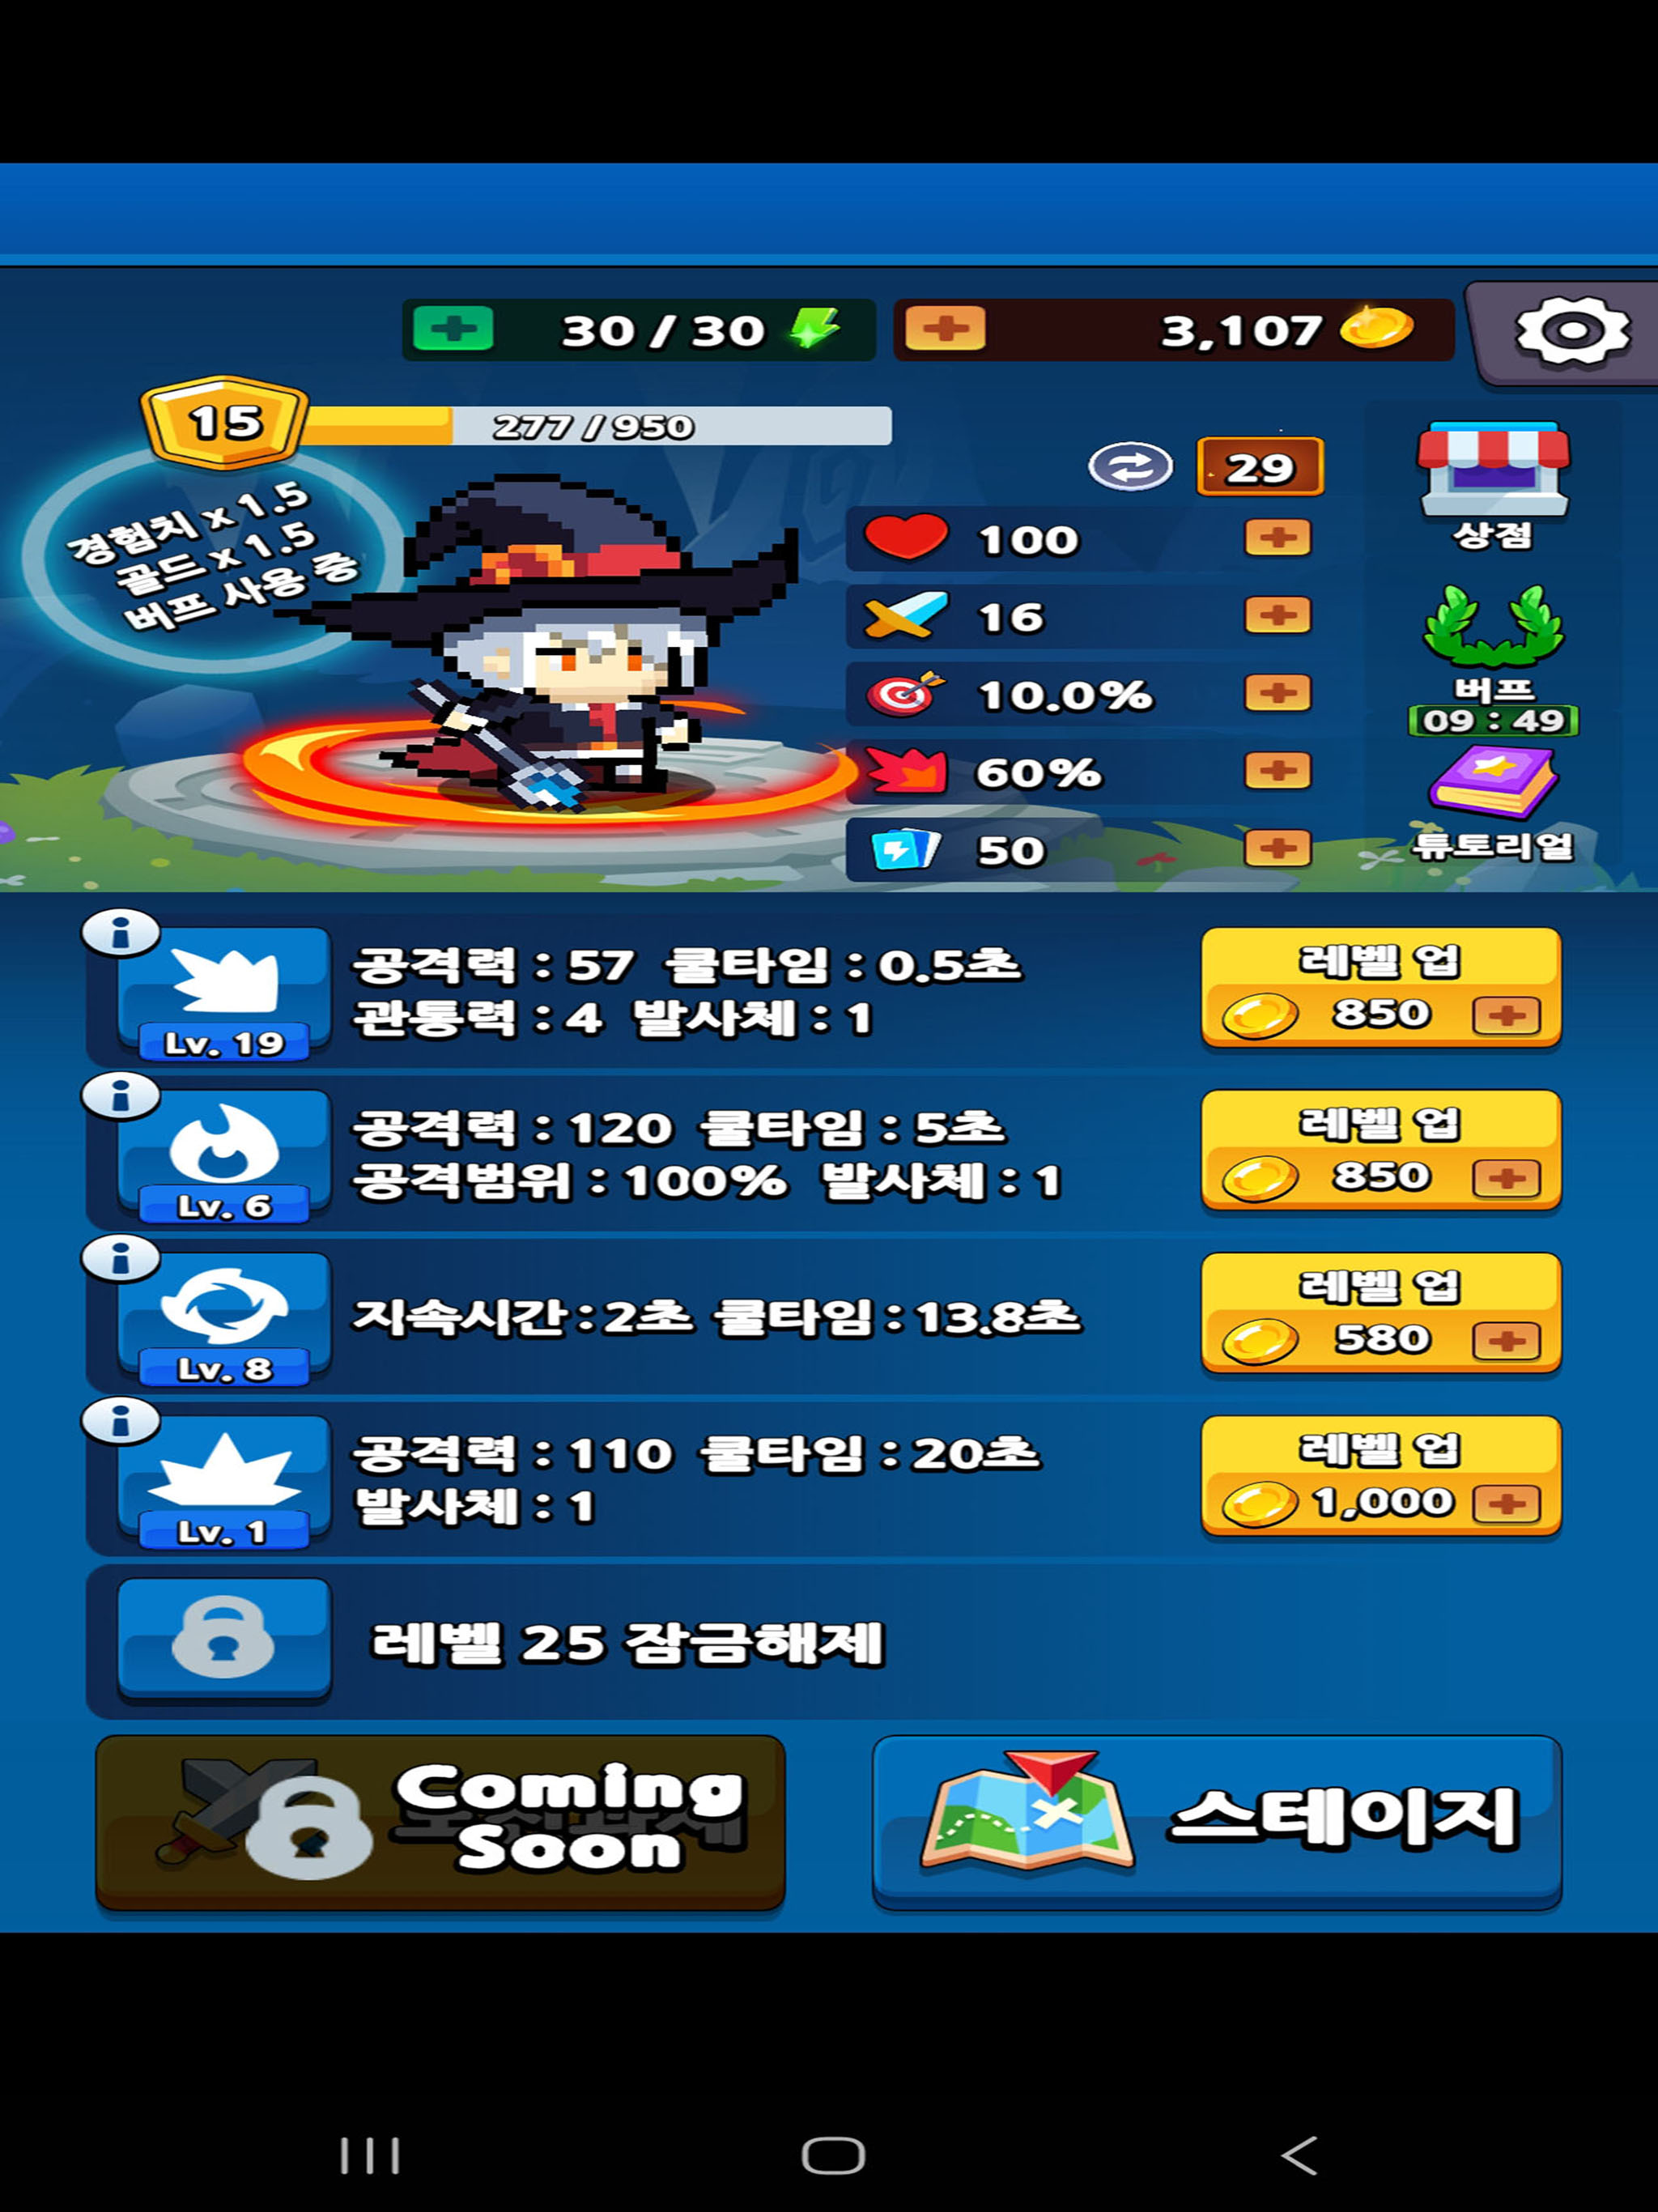 30 / 30
3,107
15
277 / 950
경험치 x 1.5
골드 x 1.5
버프 사용 중
29
100
16
10.0%
60%
50
상점
버프
09 : 49
튜토리얼
공격력 : 57 쿨타임 : 0.5초
관통력 : 4 발사체 : 1
Lv. 19
레벨 업
850
공격력 : 120 쿨타임 : 5초
공격범위 : 100% 발사체 : 1
Lv. 6
레벨 업
850
지속시간 : 2초 쿨타임 : 13.8초
Lv. 8
레벨 업
580
공격력 : 110 쿨타임 : 20초
발사체 : 1
Lv. 1
레벨 업
1,000
레벨 25 잠금해제
Coming
Soon
스테이지